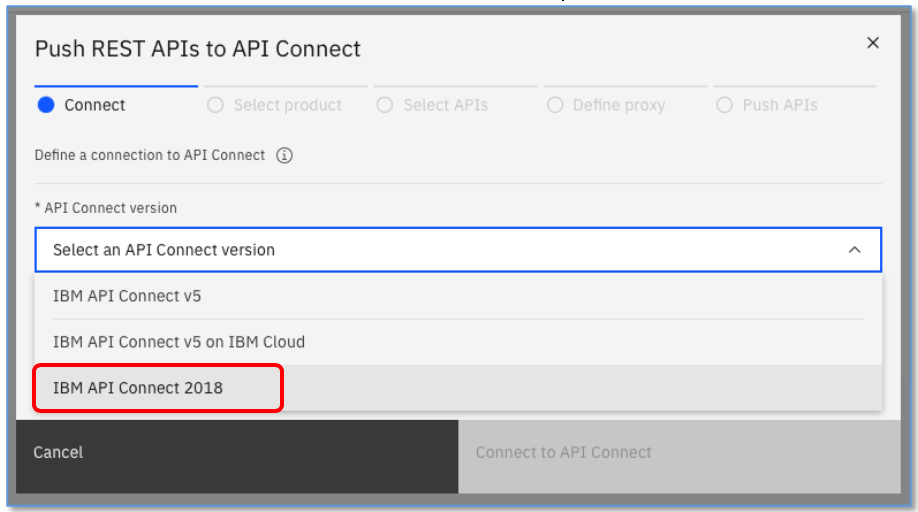 Push REST APIs to API Connect
Connect Select product Select APIs Define proxy Push APIs
Define a connection to API Connect
* API Connect version
Select an API Connect version
IBM API Connect v5
IBM API Connect v5 on IBM Cloud
IBM API Connect 2018
Cancel Connect to API Connect